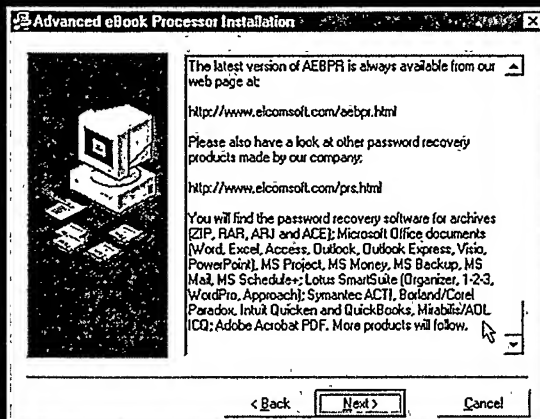 Advanced eBook Processor Installation
The latest version of AEBPR is always available from our
web page at:
http://www.elcomsoft.com/aebpr.html
Please also have a look at other password recovery
products made by our company:
http://www.elcomsoft.com/prs.html
You will find the password recovery software for archives
(ZIP, RAR, ARJ and ACE); Microsoft Office documents
(Word, Excel, Access, Outlook, Outlook Express, Visio,
PowerPoint), MS Project, MS Money, MS Backup, MS
Mail, MS Schedule+; Lotus SmartSuite (Organizer, 1-2-3,
WordPro, Approach); Symantec ACT!, Borland/Corel
Paradox, Intuit Quicken and QuickBooks, Mirabilis/AOL
ICQ; Adobe Acrobat PDF. More products will follow.
< Back Next > Cancel